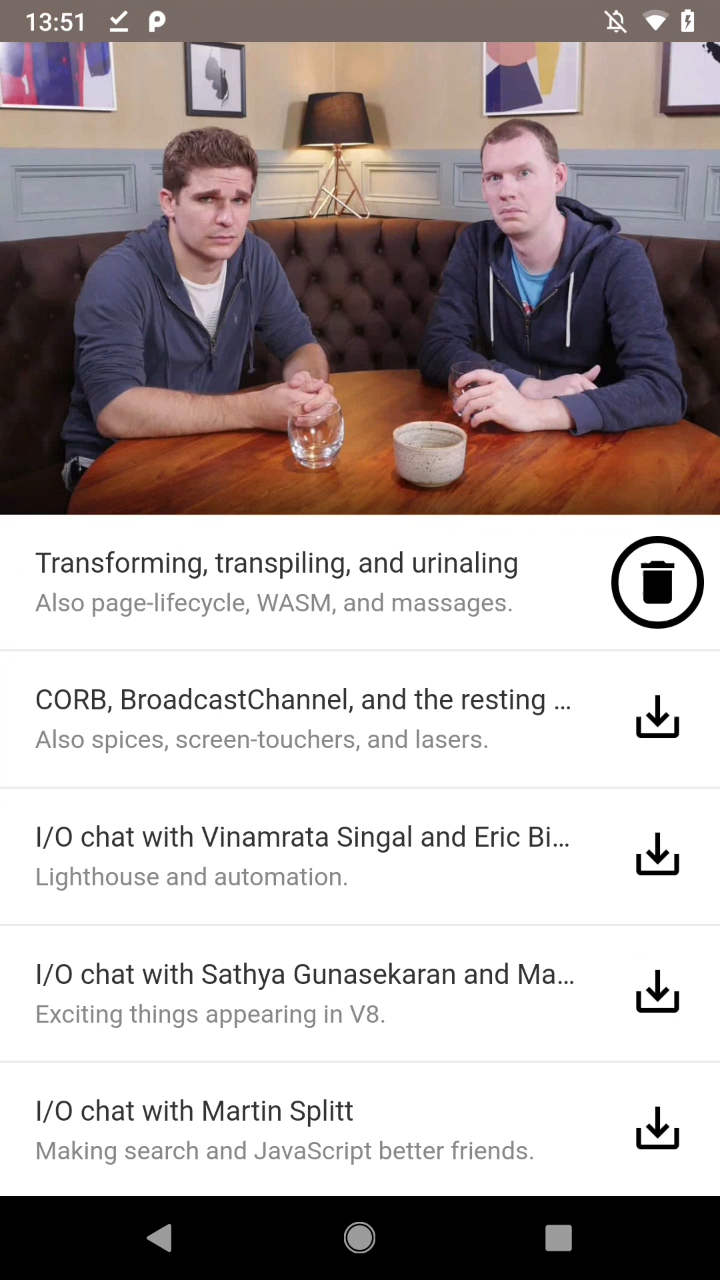 13:51
Transforming, transpiling, and urinaling
Also page-lifecycle, WASM, and massages.
CORB, BroadcastChannel, and the resting ...
Also spices, screen-touchers, and lasers.
I/O chat with Vinamrata Singal and Eric Bi...
Lighthouse and automation.
I/O chat with Sathya Gunasekaran and Ma...
Exciting things appearing in V8.
I/O chat with Martin Splitt
Making search and JavaScript better friends.